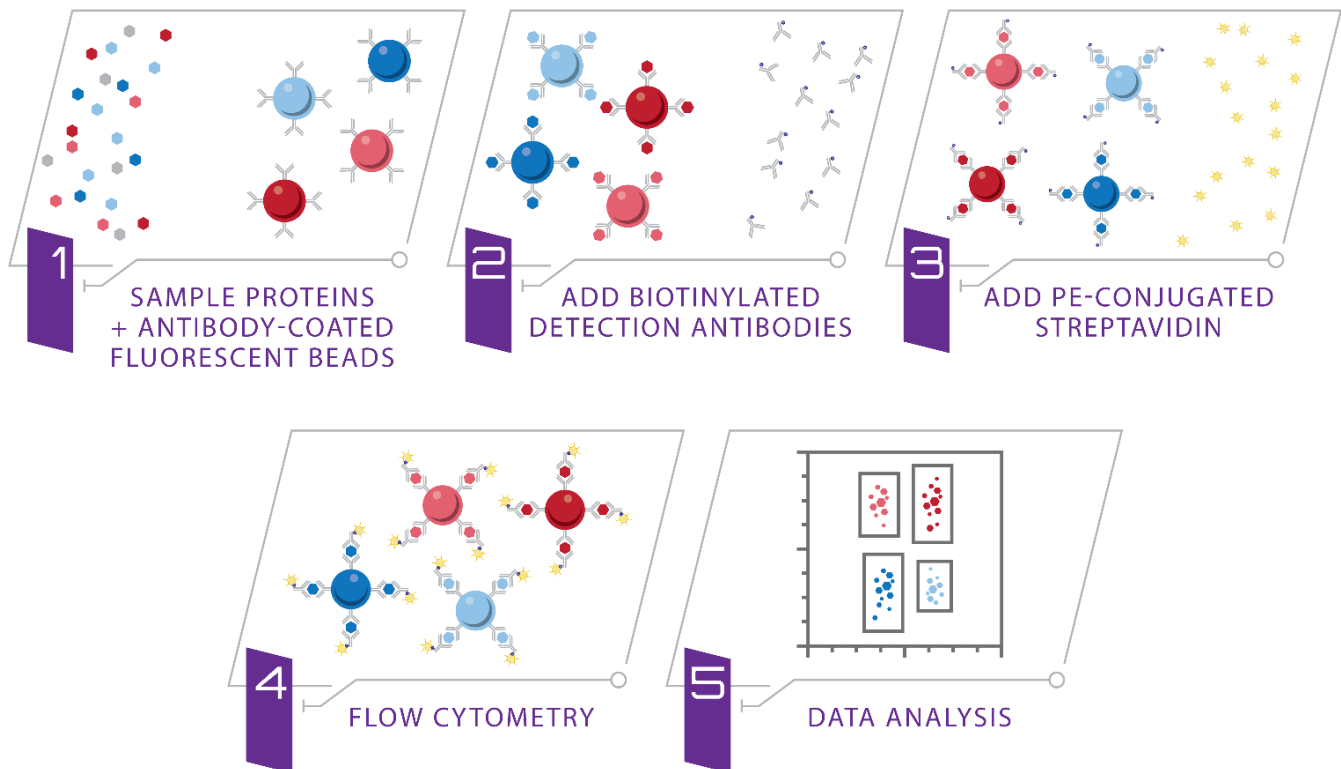 1
SAMPLE PROTEINS
+ ANTIBODY-COATED
FLUORESCENT BEADS
2
ADD BIOTINYLATED
DETECTION ANTIBODIES
3
ADD PE-CONJUGATED
STREPTAVIDIN
4
FLOW CYTOMETRY
5
DATA ANALYSIS